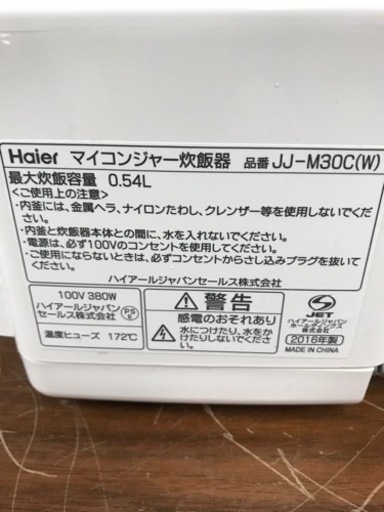 Haier マイコンジャー炊飯器 品番 JJ-M30C(W)
最大炊飯容量 0.54L
<ご使用上の注意>
・内釜には、金属ヘラ、ナイロンたわし、クレンザー等を使用しないでくだ
さい。
・内釜と炊飯器本体との間に、水を入れないでください。
・電源は、必ず100Vのコンセントを使用してください。
・ご使用にならないときは、必ずコンセントからさし込みプラグを抜いて
ください。
ハイアールジャパンセールス株式会社
100V 380W
ハイアールジャパン
セールス株式会社
PS
E
温度ヒューズ 172℃
警告
感電のおそれあり
水につけたり、水をか
けたりしないでください
JET
ハイアールジャパン
ホールディングス
株式会社
2016年製
MADE IN CHINA